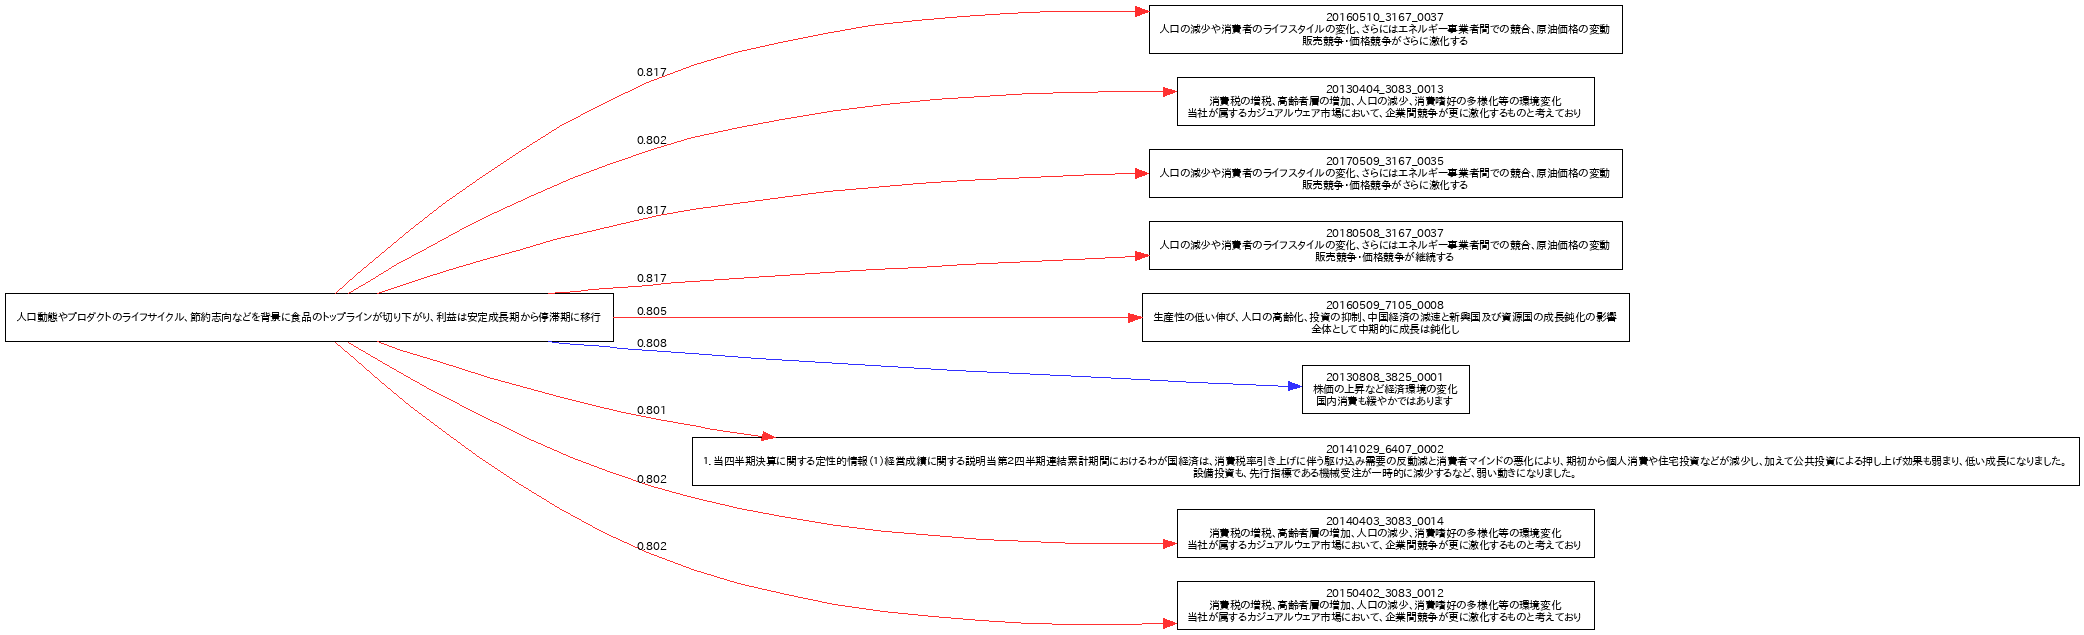 20160510_3167_0037
人口の減少や消費者のライフスタイルの変化、さらにはエネルギー事業者間での競合、原油価格の変動
販売競争・価格競争がさらに激化する
0.817
20130404_3083_0013
消費税の増税、高齢者層の増加、人口の減少、消費嗜好の多様化等の環境変化
当社が属するカジュアルウェア市場において、企業間競争が更に激化するものと考えており
0.802
20170509_3167_0035
人口の減少や消費者のライフスタイルの変化、さらにはエネルギー事業者間での競合、原油価格の変動
販売競争・価格競争がさらに激化する
0.817
20180508_3167_0037
人口の減少や消費者のライフスタイルの変化、さらにはエネルギー事業者間での競合、原油価格の変動
販売競争・価格競争が継続する
0.817
人口動態やプロダクトのライフサイクル、節約志向などを背景に食品のトップラインが切り下がり、利益は安定成長期から停滞期に移行
0.805
20160509_7105_0008
生産性の低い伸び、人口の高齢化、投資の抑制、中国経済の減速と新興国及び資源国の成長鈍化の影響
全体として中期的に成長は鈍化し
0.808
20130808_3825_0001
株価の上昇など経済環境の変化
国内消費も緩やかではあります
0.801
20141029_6407_0002
1．当四半期決算に関する定性的情報（1）経営成績に関する説明当第2四半期連結累計期間におけるわが国経済は、消費税率引き上げに伴う駆け込み需要の反動減と消費者マインドの悪化により、期初から個人消費や住宅投資などが減少し、加えて公共投資による押し上げ効果も弱まり、低い成長になりました。
設備投資も、先行指標である機械受注が一時的に減少するなど、弱い動きになりました。
0.802
20140403_3083_0014
消費税の増税、高齢者層の増加、人口の減少、消費嗜好の多様化等の環境変化
当社が属するカジュアルウェア市場において、企業間競争が更に激化するものと考えており
0.802
20150402_3083_0012
消費税の増税、高齢者層の増加、人口の減少、消費嗜好の多様化等の環境変化
当社が属するカジュアルウェア市場において、企業間競争が更に激化するものと考えており